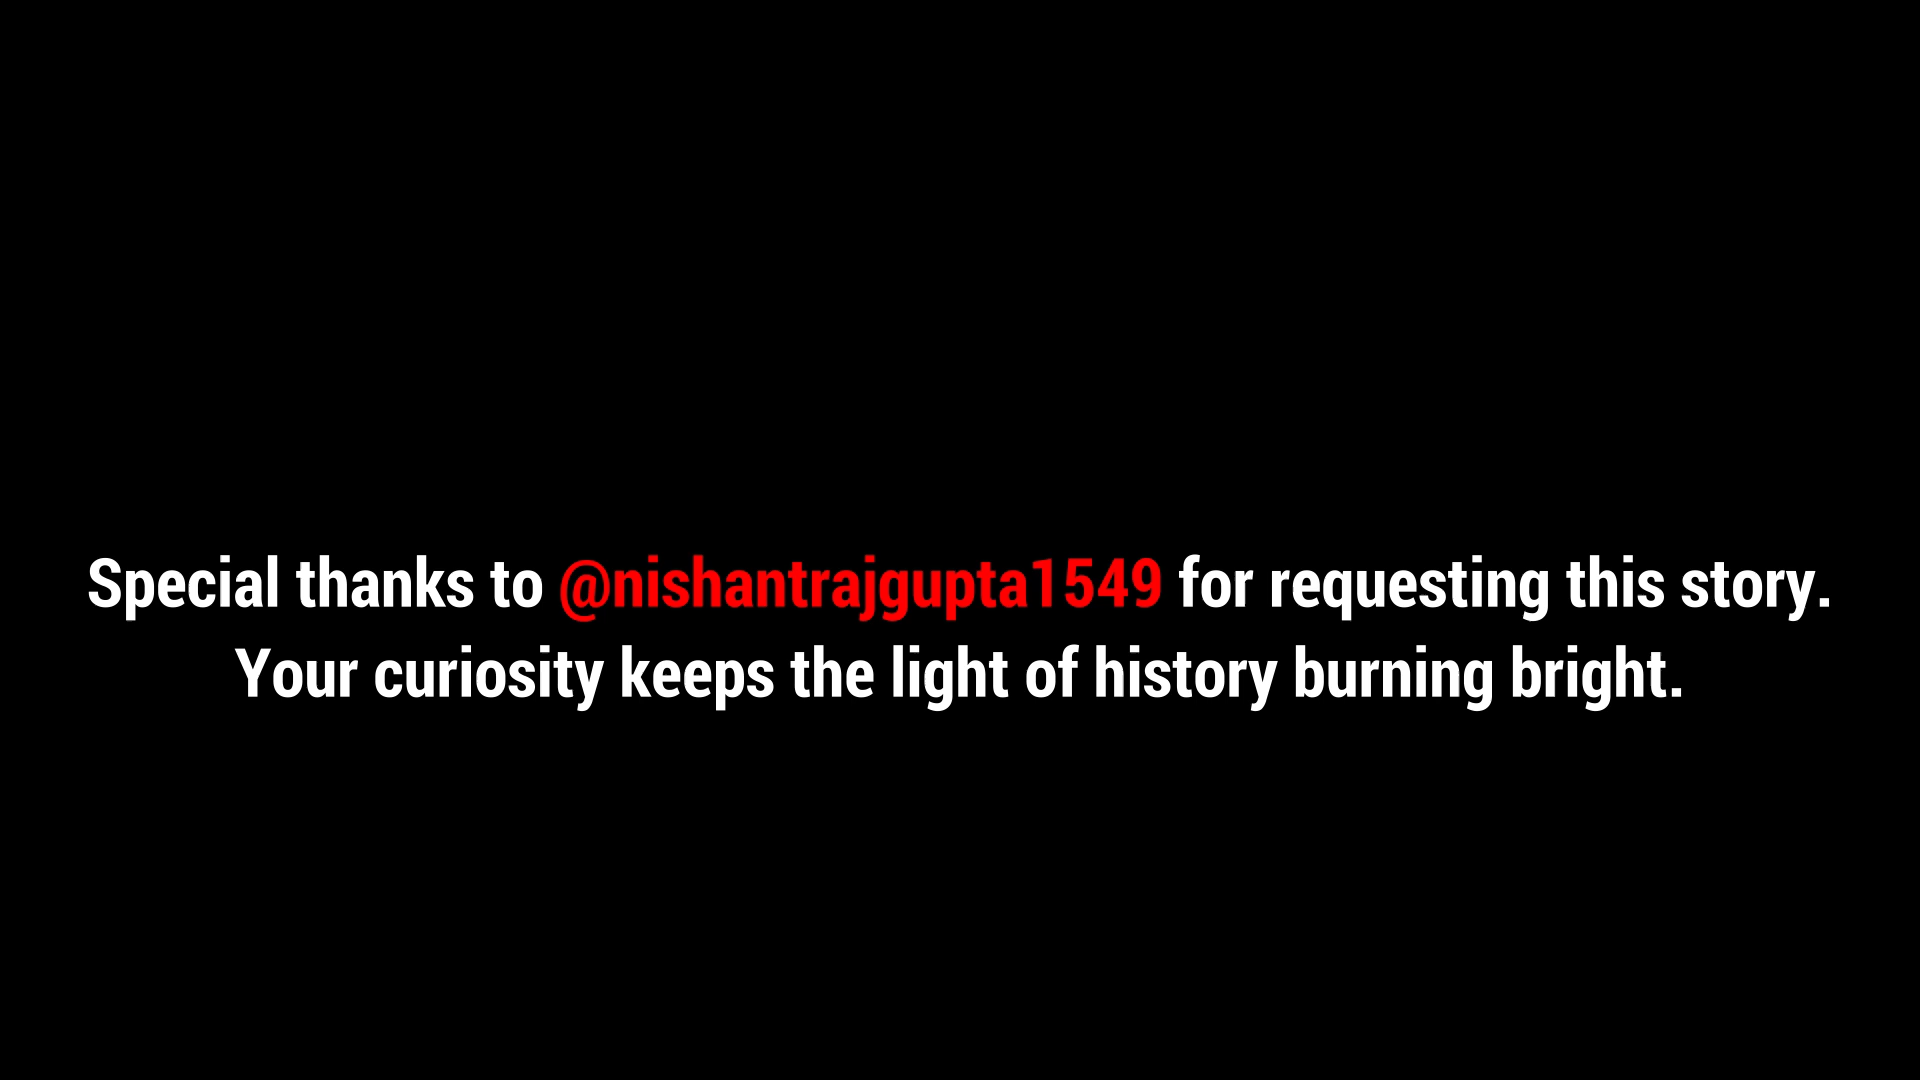 Special thanks to @nishantrajgupta1549 for requesting this story.
Your curiosity keeps the light of history burning bright.